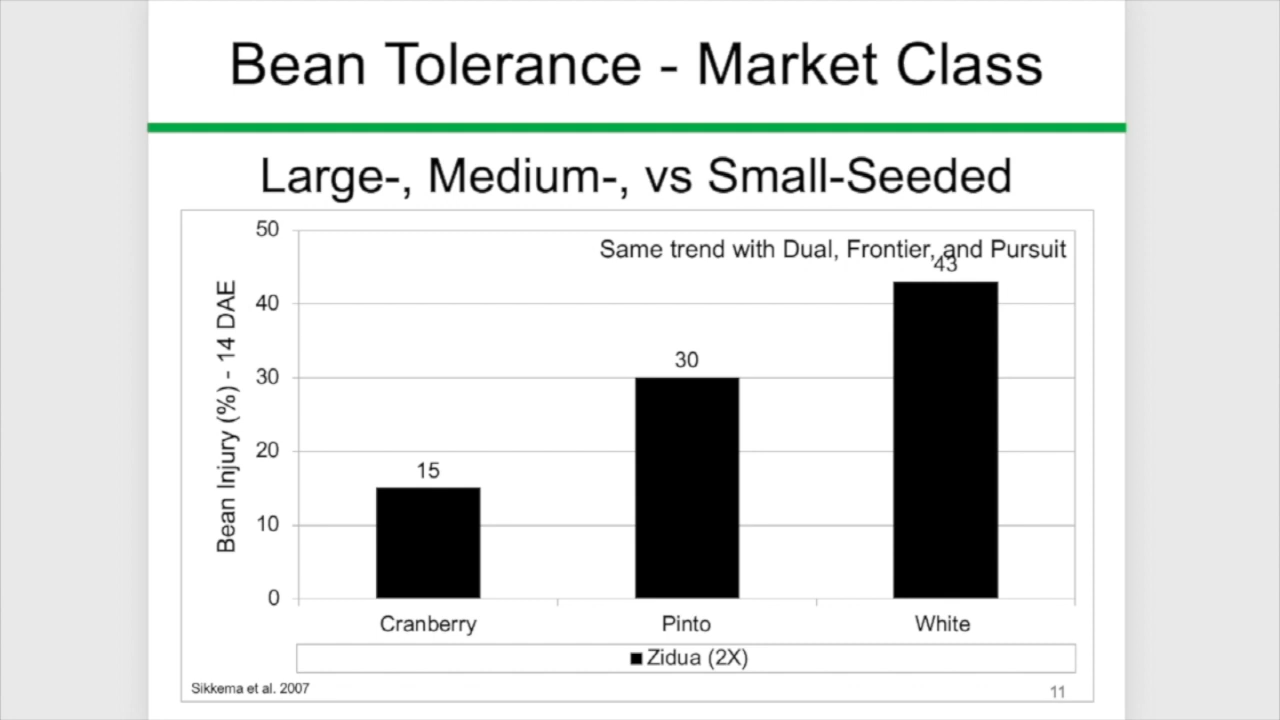 Bean Tolerance - Market Class
Large-, Medium-, vs Small-Seeded
Same trend with Dual, Frontier, and Pursuit
Bean Injury (%) - 14 DAE
50
40
30
20
10
0
15
30
43
Cranberry
Pinto
White
Zidua (2X)
Sikkema et al. 2007
11